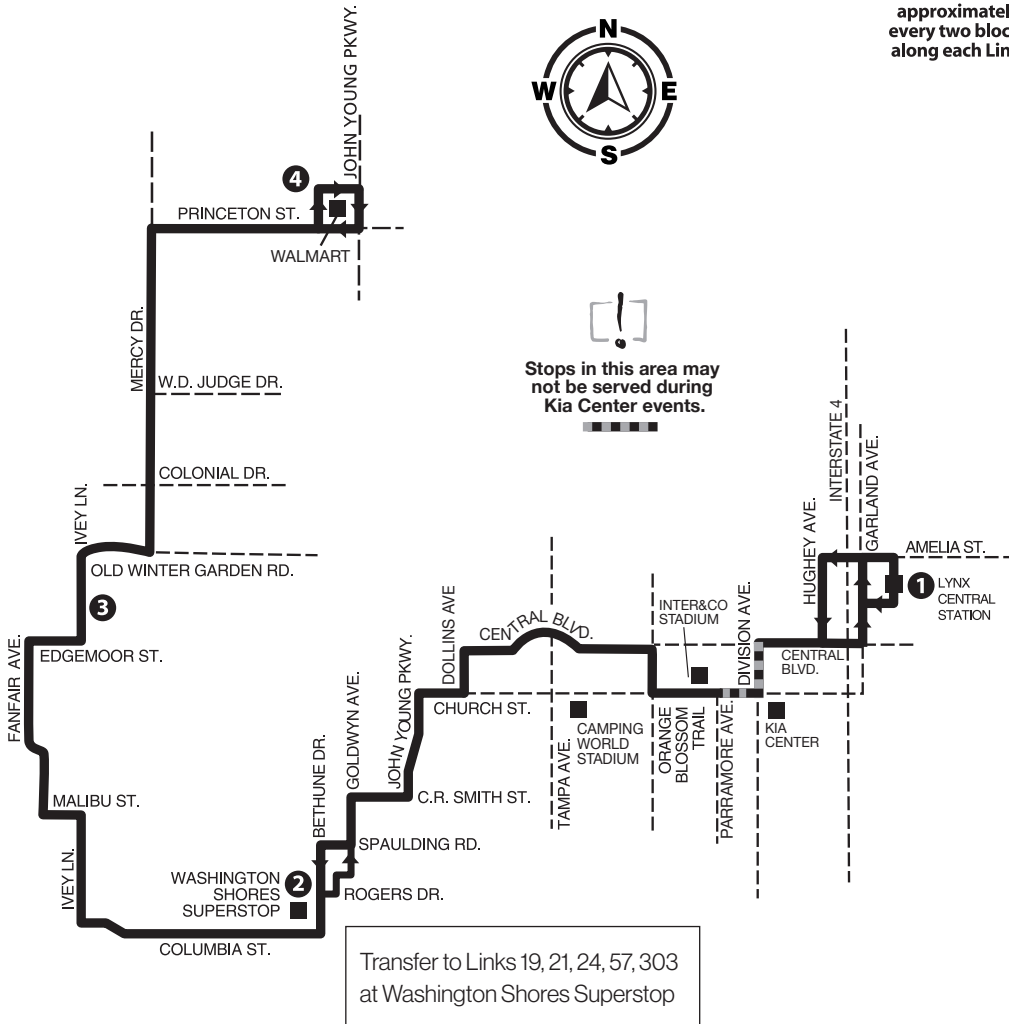 approximatel
every two bloc
along each Lin
N
W
E
S
JOHN YOUNG PKWY.
4
PRINCETON ST.
WALMART
MERCY DR.
W.D. JUDGE DR.
COLONIAL DR.
IVEY LN.
OLD WINTER GARDEN RD.
3
EDGEMOOR ST.
FANFAIR AVE.
MALIBU ST.
IVEY LN.
COLUMBIA ST.
WASHINGTON
SHORES
SUPERSTOP
2
BETHUNE DR.
ROGERS DR.
SPAULDING RD.
GOLDWYN AVE.
C.R. SMITH ST.
JOHN YOUNG PKWY.
DOLLINS AVE
CHURCH ST.
CENTRAL BLVD.
TAMPA AVE.
CAMPING
WORLD
STADIUM
ORANGE
BLOSSOM
TRAIL
INTER&CO
STADIUM
PARRAMORE AVE.
DIVISION AVE.
KIA
CENTER
CENTRAL
BLVD.
HUGHEY AVE.
INTERSTATE 4
GARLAND AVE.
AMELIA ST.
1
LYNX
CENTRAL
STATION
!
Stops in this area may
not be served during
Kia Center events.
Transfer to Links 19, 21, 24, 57, 303
at Washington Shores Superstop